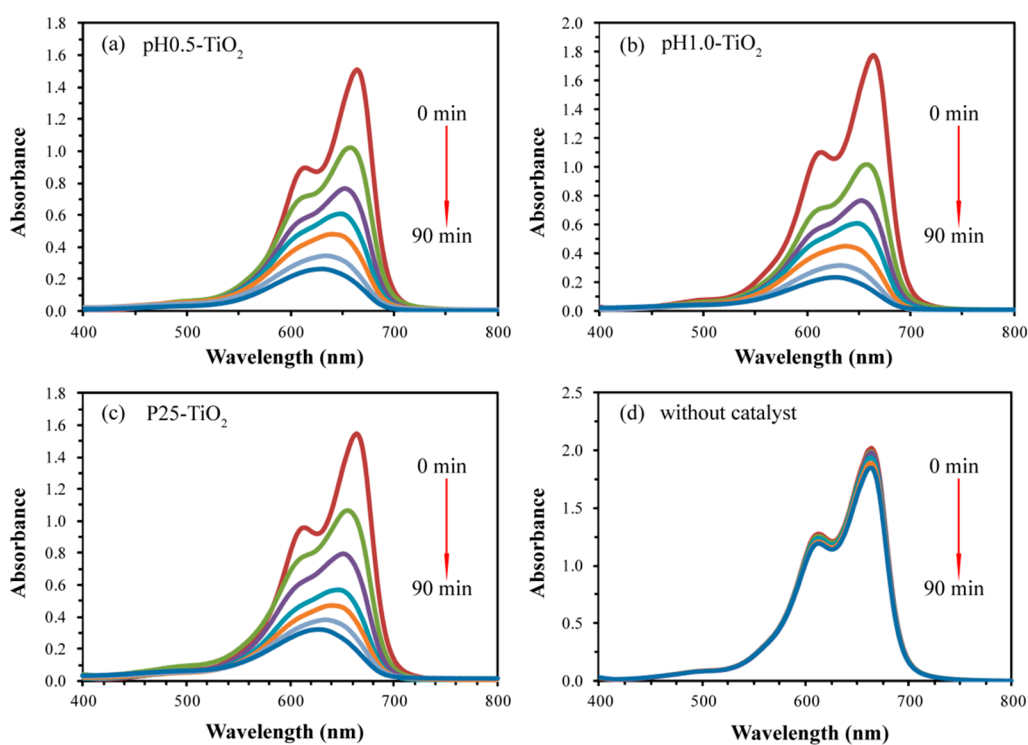 (a) pH0.5-TiO2
1.8
1.6
1.4
1.2
1.0
0.8
0.6
0.4
0.2
0.0
Absorbance
0 min
90 min
400 500 600 700 800
Wavelength (nm)
(b) pH1.0-TiO2
2.0
1.8
1.6
1.4
1.2
1.0
0.8
0.6
0.4
0.2
0.0
Absorbance
0 min
90 min
400 500 600 700 800
Wavelength (nm)
(c) P25-TiO2
1.8
1.6
1.4
1.2
1.0
0.8
0.6
0.4
0.2
0.0
Absorbance
0 min
90 min
400 500 600 700 800
Wavelength (nm)
(d) without catalyst
2.5
2.0
1.5
1.0
0.5
0.0
Absorbance
0 min
90 min
400 500 600 700 800
Wavelength (nm)